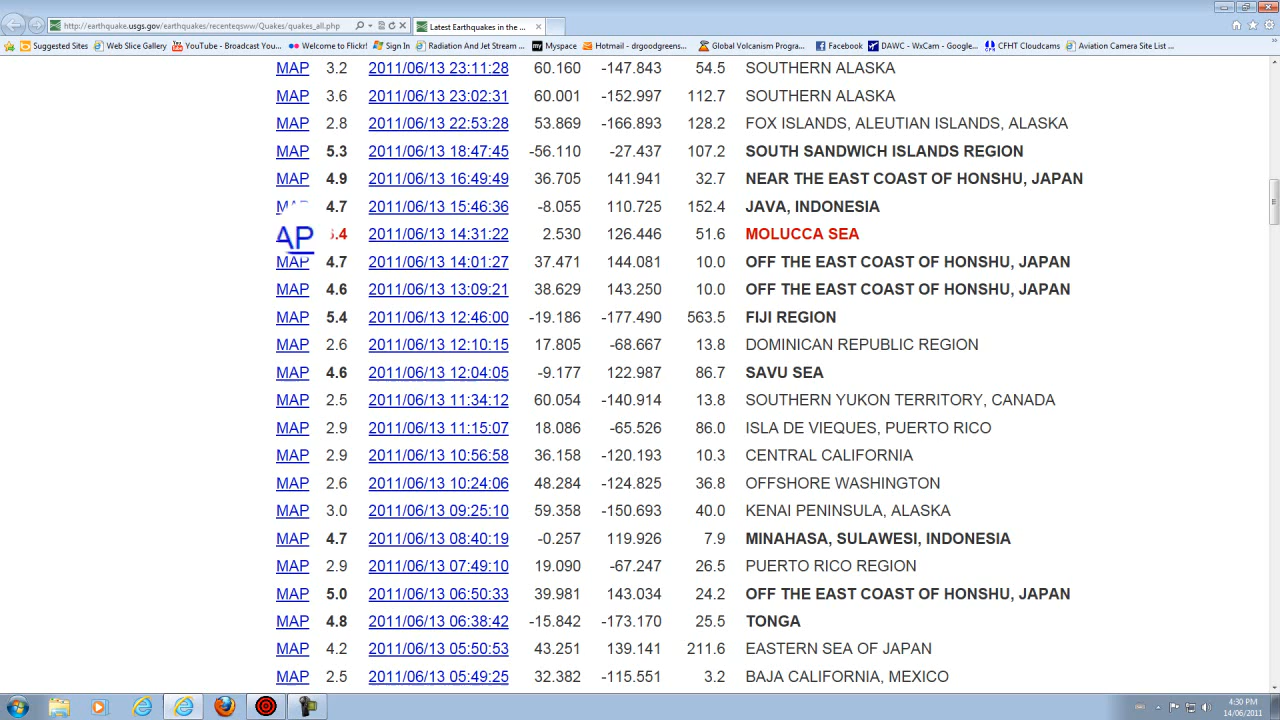 http://earthquake.usgs.gov/earthquakes/recenteqsww/Quakes/quakes_all.php
Latest Earthquakes in the ...
Suggested Sites Web Slice Gallery YouTube - Broadcast You... Welcome to Flickr! Sign In Radiation And Jet Stream ... Myspace Hotmail - drgoodgreens... Global Volcanism Progra... Facebook DAWC - WxCam - Google... CFHT Cloudcams Aviation Camera Site List ...
MAP 3.2 2011/06/13 23:11:28 60.160 -147.843 54.5 SOUTHERN ALASKA
MAP 3.6 2011/06/13 23:02:31 60.001 -152.997 112.7 SOUTHERN ALASKA
MAP 2.8 2011/06/13 22:53:28 53.869 -166.893 128.2 FOX ISLANDS, ALEUTIAN ISLANDS, ALASKA
MAP 5.3 2011/06/13 18:47:45 -56.110 -27.437 107.2 SOUTH SANDWICH ISLANDS REGION
MAP 4.9 2011/06/13 16:49:49 36.705 141.941 32.7 NEAR THE EAST COAST OF HONSHU, JAPAN
MAP 4.7 2011/06/13 15:46:36 -8.055 110.725 152.4 JAVA, INDONESIA
AP .4 2011/06/13 14:31:22 2.530 126.446 51.6 MOLUCCA SEA
MAP 4.7 2011/06/13 14:01:27 37.471 144.081 10.0 OFF THE EAST COAST OF HONSHU, JAPAN
MAP 4.6 2011/06/13 13:09:21 38.629 143.250 10.0 OFF THE EAST COAST OF HONSHU, JAPAN
MAP 5.4 2011/06/13 12:46:00 -19.186 -177.490 563.5 FIJI REGION
MAP 2.6 2011/06/13 12:10:15 17.805 -68.667 13.8 DOMINICAN REPUBLIC REGION
MAP 4.6 2011/06/13 12:04:05 -9.177 122.987 86.7 SAVU SEA
MAP 2.5 2011/06/13 11:34:12 60.054 -140.914 13.8 SOUTHERN YUKON TERRITORY, CANADA
MAP 2.9 2011/06/13 11:15:07 18.086 -65.526 86.0 ISLA DE VIEQUES, PUERTO RICO
MAP 2.9 2011/06/13 10:56:58 36.158 -120.193 10.3 CENTRAL CALIFORNIA
MAP 2.6 2011/06/13 10:24:06 48.284 -124.825 36.8 OFFSHORE WASHINGTON
MAP 3.0 2011/06/13 09:25:10 59.358 -150.693 40.0 KENAI PENINSULA, ALASKA
MAP 4.7 2011/06/13 08:40:19 -0.257 119.926 7.9 MINAHASA, SULAWESI, INDONESIA
MAP 2.9 2011/06/13 07:49:10 19.090 -67.247 26.5 PUERTO RICO REGION
MAP 5.0 2011/06/13 06:50:33 39.981 143.034 24.2 OFF THE EAST COAST OF HONSHU, JAPAN
MAP 4.8 2011/06/13 06:38:42 -15.842 -173.170 25.5 TONGA
MAP 4.2 2011/06/13 05:50:53 43.251 139.141 211.6 EASTERN SEA OF JAPAN
MAP 2.5 2011/06/13 05:49:25 32.382 -115.551 3.2 BAJA CALIFORNIA, MEXICO
4:30 PM
14/06/2011